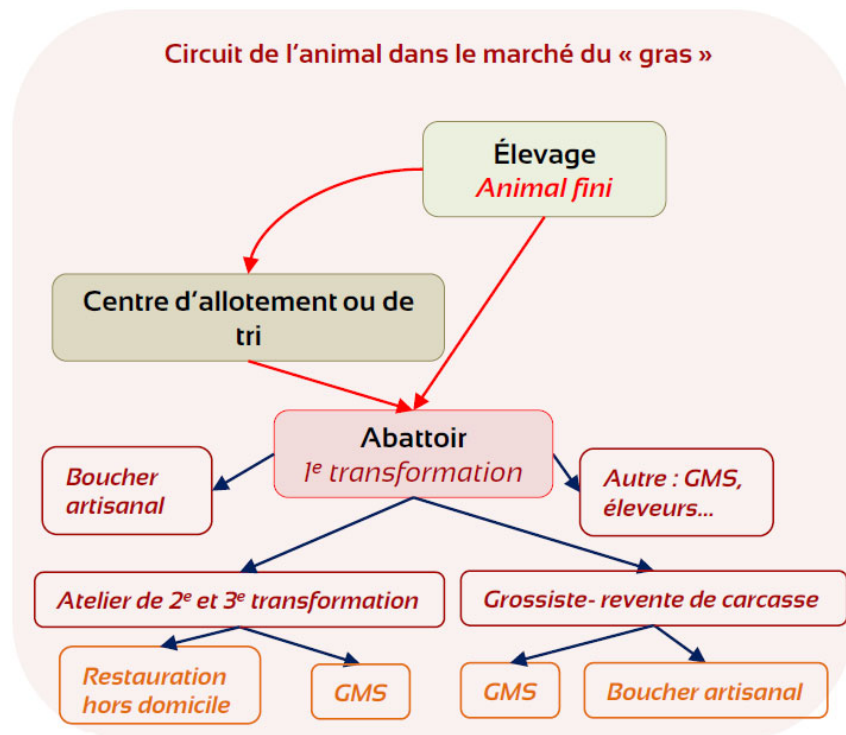 Circuit de l'animal dans le marché du « gras »
Élevage
Animal fini
Centre d'allotement ou de
tri
Abattoir
1e transformation
Boucher
artisanal
Autre : GMS,
éleveurs...
Atelier de 2e et 3e transformation
Grossiste- revente de carcasse
Restauration
hors domicile
GMS
GMS
Boucher artisanal